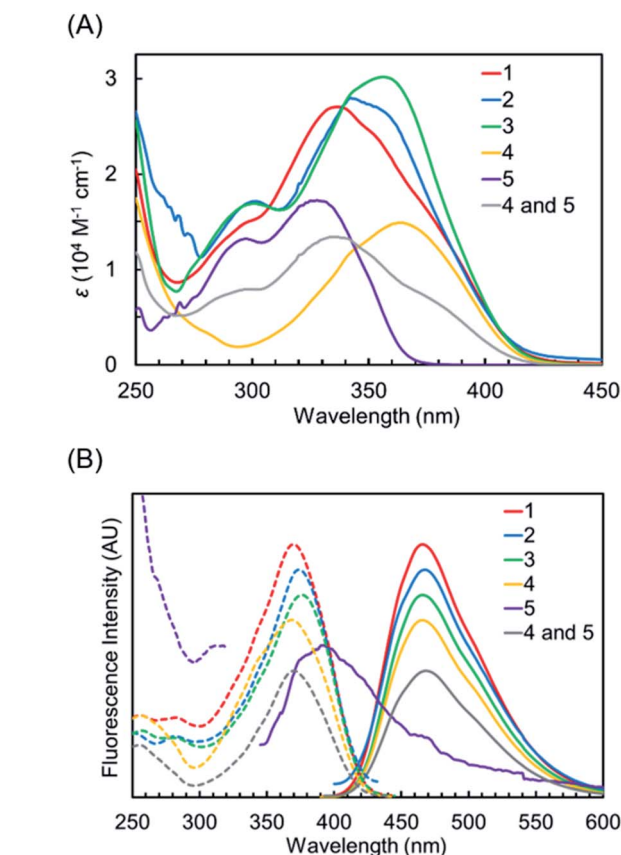 (A)
ε (10⁴ M⁻¹ cm⁻¹)
3
2
1
0
1
2
3
4
5
4 and 5
250 300 350 400 450
Wavelength (nm)
(B)
Fluorescence Intensity (AU)
1
2
3
4
5
4 and 5
250 300 350 400 450 500 550 600
Wavelength (nm)